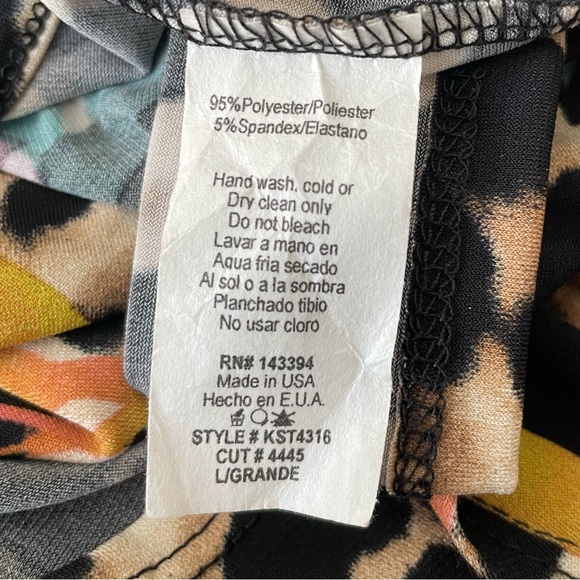 95%Polyester/Poliester
5%Spandex/Elastano
Hand wash, cold or
Dry clean only
Do not bleach
Lavar a mano en
Aqua fria secado
Al sol o a la sombra
Planchado tibio
No usar cloro
RN# 143394
Made in USA
Hecho en E.U.A.
STYLE # KST4316
CUT # 4445
L/GRANDE